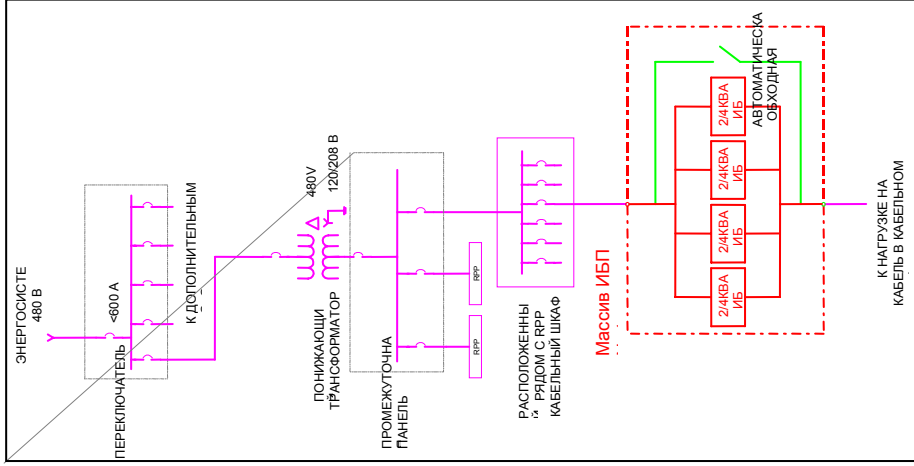 ЭНЕРГОСИСТЕ
480 В
<600 А
ПЕРЕКЛЮЧАТЕЛЬ
К ДОПОЛНИТЕЛЬНЫМ
480V
120/208 В
ПОНИЖАЮЩИ
ТРАНСФОРМАТОР
ПРОМЕЖУТОЧНА
ПАНЕЛЬ
RPP
RPP
РАСПОЛОЖЕННЫ
Й РЯДОМ С RPP
КАБЕЛЬНЫЙ ШКАФ
Массив ИБП
2/4КВА
ИБ
2/4КВА
ИБ
2/4КВА
ИБ
2/4КВА
ИБ
АВТОМАТИЧЕСКА
ОБХОДНАЯ
К НАГРУЗКЕ НА
КАБЕЛЬ В КАБЕЛЬНОМ